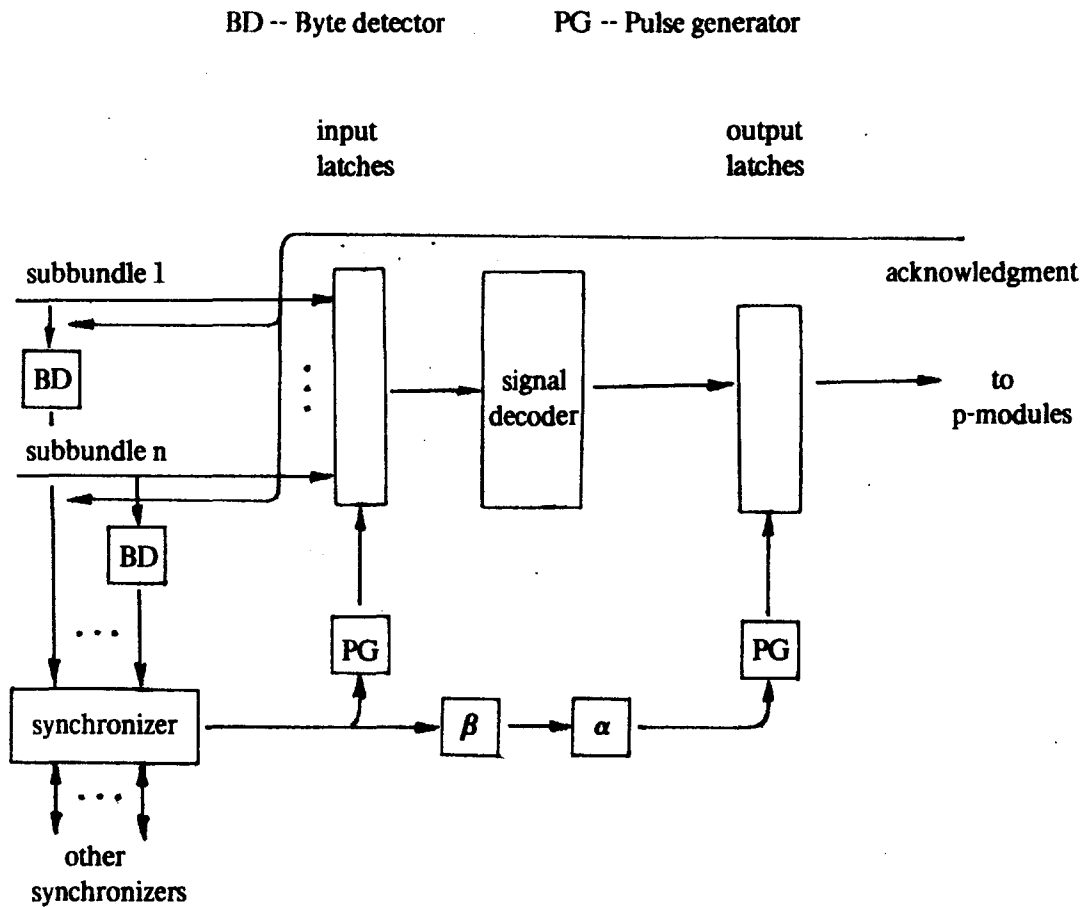 BD -- Byte detector
PG -- Pulse generator
input
latches
output
latches
subbundle 1
acknowledgment
BD
signal
decoder
to
p-modules
subbundle n
BD
PG
PG
synchronizer
β
α
other
synchronizers